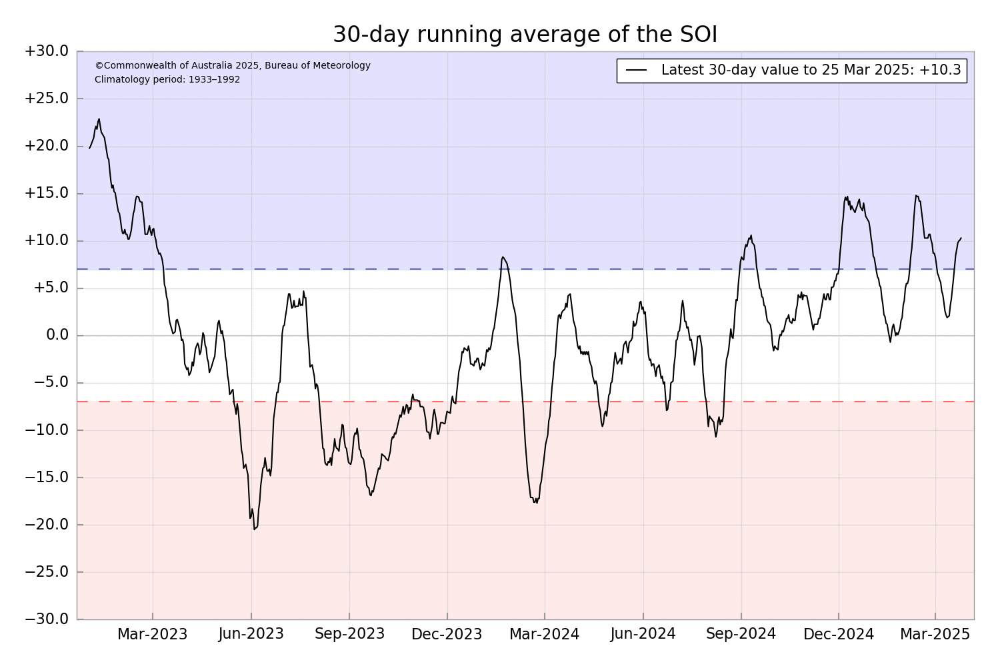 30-day running average of the SOI
©Commonwealth of Australia 2025, Bureau of Meteorology
Climatology period: 1933–1992
Latest 30-day value to 25 Mar 2025: +10.3
+30.0
+25.0
+20.0
+15.0
+10.0
+5.0
0.0
−5.0
−10.0
−15.0
−20.0
−25.0
−30.0
Mar-2023 Jun-2023 Sep-2023 Dec-2023 Mar-2024 Jun-2024 Sep-2024 Dec-2024 Mar-2025